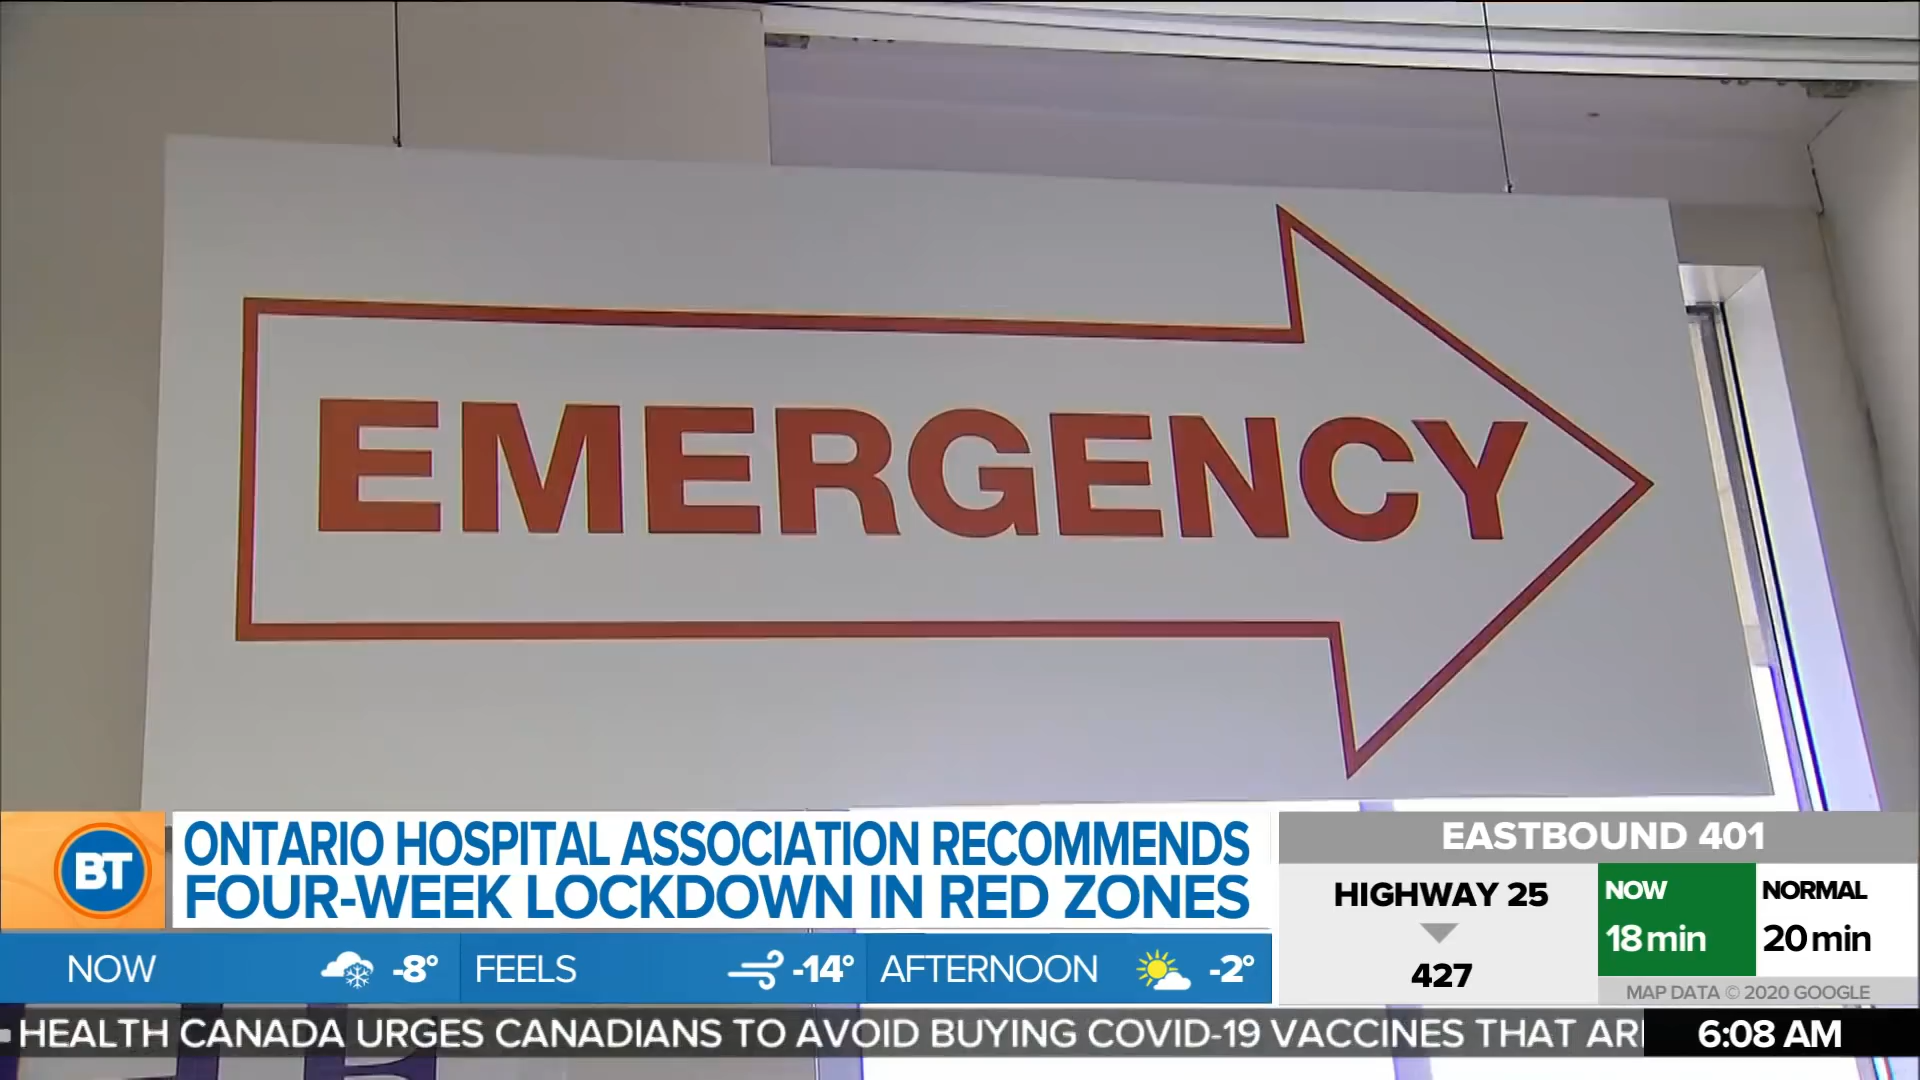 EMERGENCY
BT
ONTARIO HOSPITAL ASSOCIATION RECOMMENDS
FOUR-WEEK LOCKDOWN IN RED ZONES
EASTBOUND 401
HIGHWAY 25
427
NOW
18 min
NORMAL
20 min
MAP DATA © 2020 GOOGLE
NOW -8° FEELS -14° AFTERNOON -2°
HEALTH CANADA URGES CANADIANS TO AVOID BUYING COVID-19 VACCINES THAT AR
6:08 AM